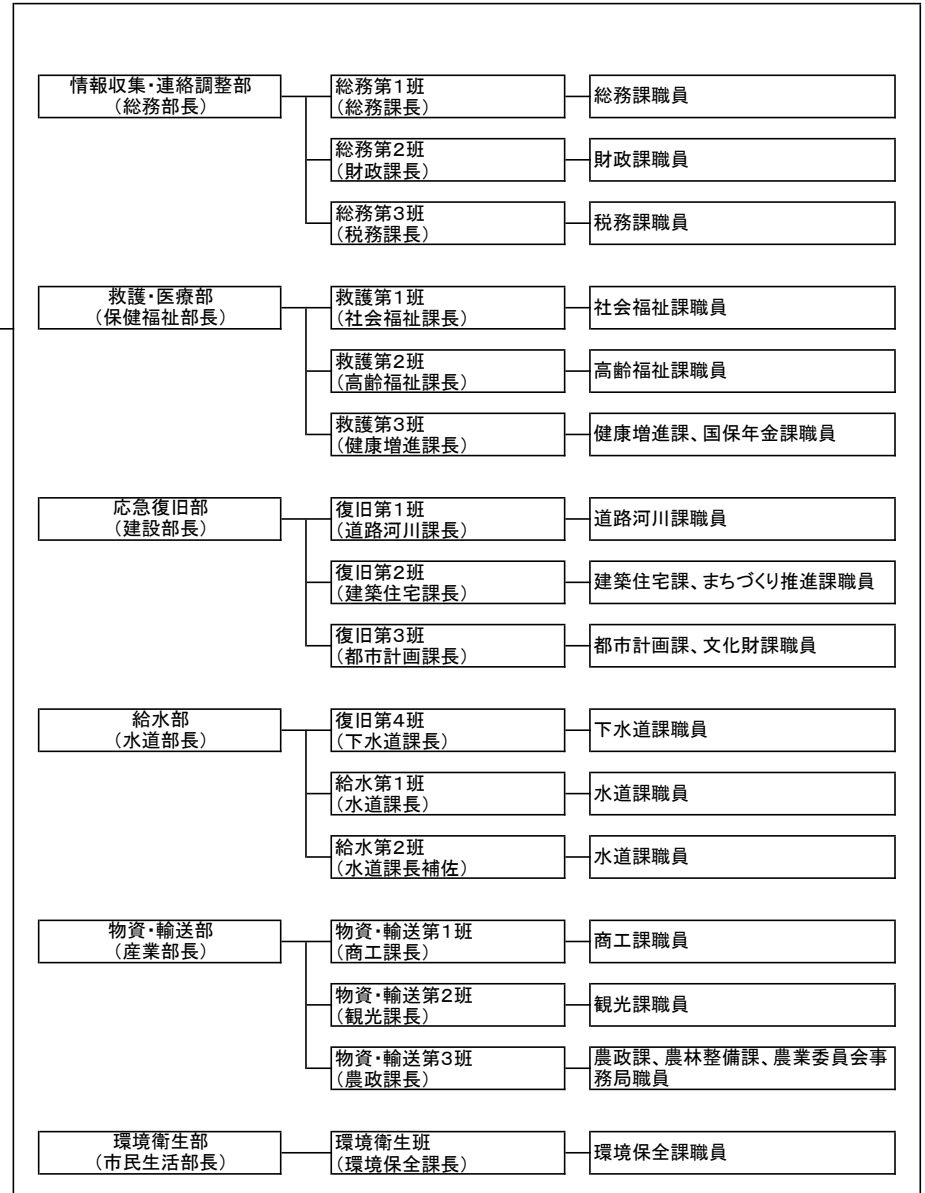 情報収集・連絡調整部
（総務部長）
総務第１班
（総務課長）
総務課職員
総務第２班
（財政課長）
財政課職員
総務第３班
（税務課長）
税務課職員
救護・医療部
（保健福祉部長）
救護第１班
（社会福祉課長）
社会福祉課職員
救護第２班
（高齢福祉課長）
高齢福祉課職員
救護第３班
（健康増進課長）
健康増進課、国保年金課職員
応急復旧部
（建設部長）
復旧第１班
（道路河川課長）
道路河川課職員
復旧第２班
（建築住宅課長）
建築住宅課、まちづくり推進課職員
復旧第３班
（都市計画課長）
都市計画課、文化財課職員
給水部
（水道部長）
復旧第４班
（下水道課長）
下水道課職員
給水第１班
（水道課長）
水道課職員
給水第２班
（水道課長補佐）
水道課職員
物資・輸送部
（産業部長）
物資・輸送第１班
（商工課長）
商工課職員
物資・輸送第２班
（観光課長）
観光課職員
物資・輸送第３班
（農政課長）
農政課、農林整備課、農業委員会事
務局職員
環境衛生部
（市民生活部長）
環境衛生班
（環境保全課長）
環境保全課職員